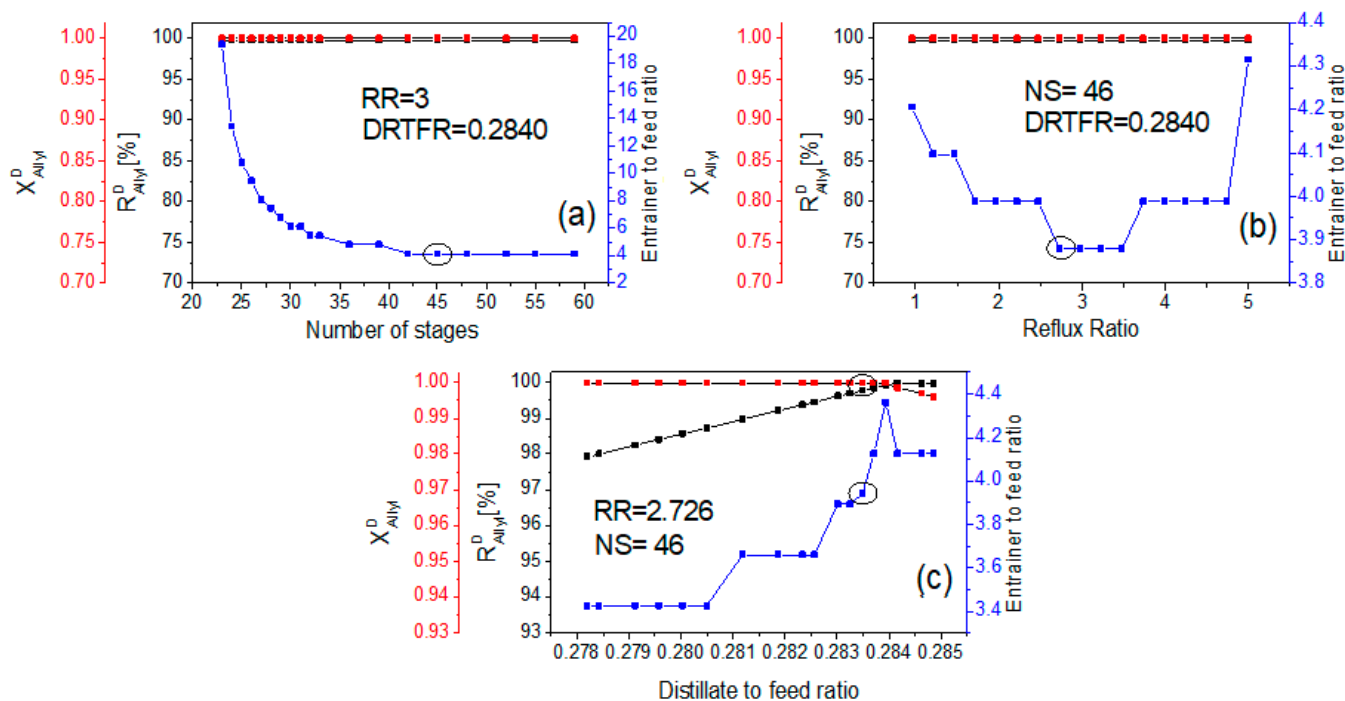 1.00
0.95
0.90
0.85
0.80
0.75
0.70
X^D_Allyl
100
95
90
85
80
75
70
R^D_Allyl[%]
RR=3
DRTFR=0.2840
(a)
20
18
16
14
12
10
8
6
4
2
Entrainer to feed ratio
20 25 30 35 40 45 50 55 60
Number of stages
1.00
0.95
0.90
0.85
0.80
0.75
0.70
X^D_Allyl
100
95
90
85
80
75
70
R^D_Allyl[%]
NS= 46
DRTFR=0.2840
(b)
4.4
4.3
4.2
4.1
4.0
3.9
3.8
Entrainer to feed ratio
1 2 3 4 5
Reflux Ratio
1.00
0.99
0.98
0.97
0.96
0.95
0.94
0.93
X^D_Allyl
100
99
98
97
96
95
94
93
R^D_Allyl[%]
RR=2.726
NS= 46
(c)
4.4
4.2
4.0
3.8
3.6
3.4
Entrainer to feed ratio
0.278 0.279 0.280 0.281 0.282 0.283 0.284 0.285
Distillate to feed ratio